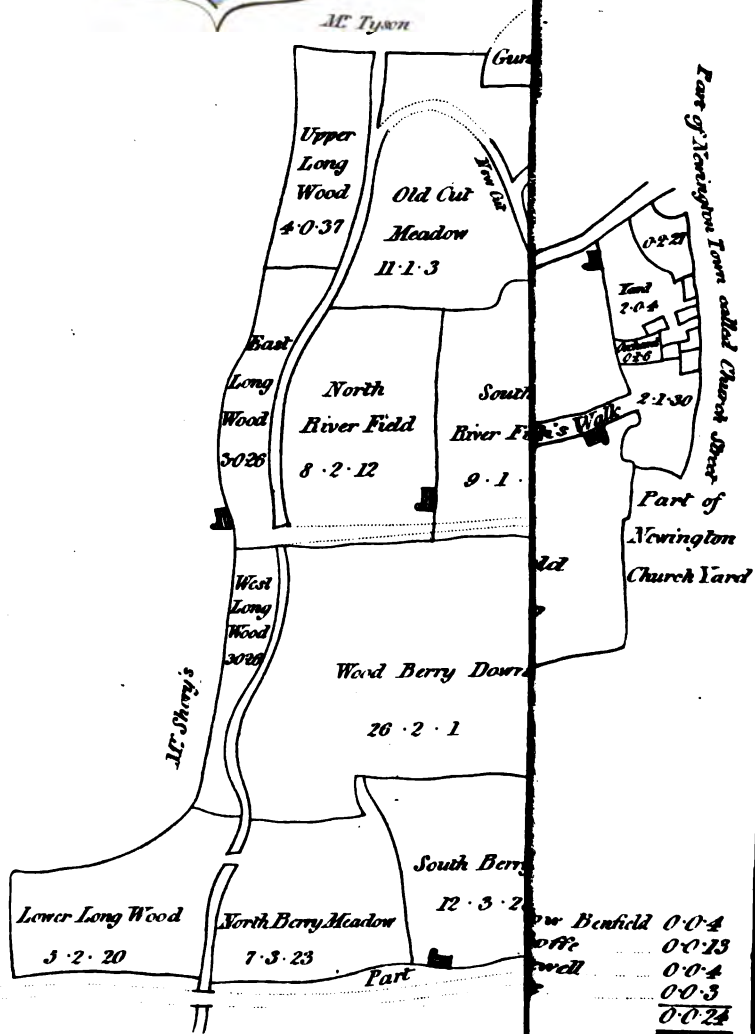 Mr. Tyson
Upper
Long
Wood
4·0·37
Old Cut
Meadow
11·1·3
New Cut
East
Long
Wood
3·0·26
North
River Field
8·2·12
South
River
9·1·
's Walk
0·2·27
Yard
2·0·4
Orchard
2·1·30
Part of Newington Town called Church Street
Part of
Newington
Church Yard
West
Long
Wood
3·0·26
Mr. Shory's
Wood Berry Down
26·2·1
South Berry
12·3·2
Lower Long Wood
5·2·20
North Berry Meadow
7·3·23
Part
Benfield 0·0·4
0·0·13
well 0·0·4
0·0·3
0·0·24